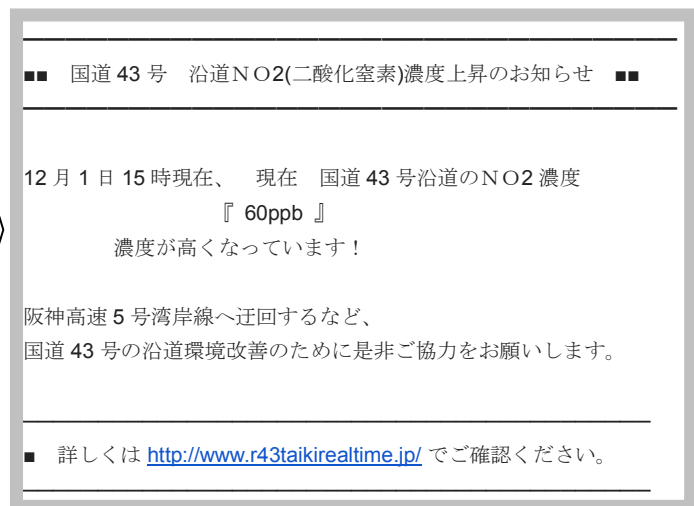 ■■　国道 43 号　沿道ＮＯ2(二酸化窒素)濃度上昇のお知らせ　■■
12 月 1 日 15 時現在、　現在　国道 43 号沿道のＮＯ2 濃度
『 60ppb 』
濃度が高くなっています！
阪神高速 5 号湾岸線へ迂回するなど、
国道 43 号の沿道環境改善のために是非ご協力をお願いします。
■　詳しくは http://www.r43taikirealtime.jp/ でご確認ください。